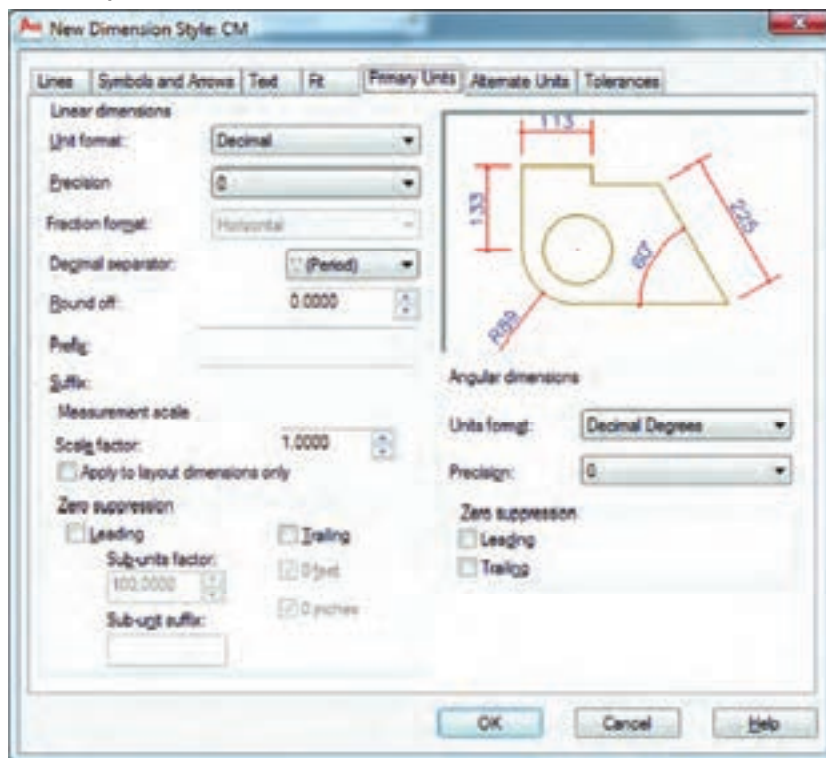 New Dimension Style: CM
Lines Symbols and Arrows Text Fit Primary Units Alternate Units Tolerances
Linear dimensions
Unit format: Decimal
Precision 0
Fraction format: Horizontal
Decimal separator: '.' (Period)
Round off: 0.0000
Prefix:
Suffix:
Measurement scale
Scale factor: 1.0000
Apply to layout dimensions only
Zero suppression
Leading Trailing
Sub-units factor: 0 feet
100.0000
0 inches
Sub-unit suffix:
113
133
225
60°
R89
Angular dimensions
Units format: Decimal Degrees
Precision: 0
Zero suppression
Leading
Trailing
OK Cancel Help